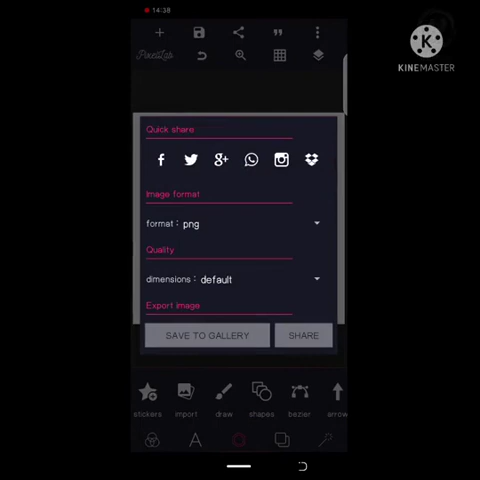 14:38
KINEMASTER
PixelLab
Quick share
Image format
format : png
Quality
dimensions : default
Export image
SAVE TO GALLERY
SHARE
stickers
import
draw
shapes
bezier
arrow